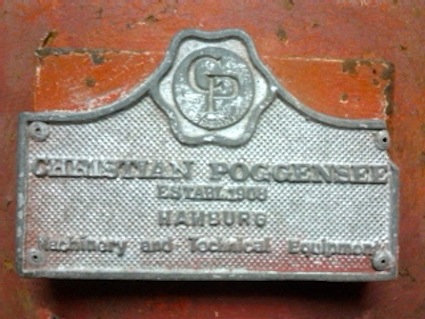 CP
CHRISTIAN POGGENSEE
ESTABL. 1908
HAMBURG
Machinery and Technical Equipment